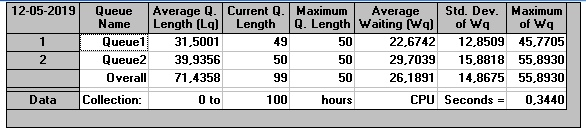 12-05-2019 Queue Name Average Q. Length (Lq) Current Q. Length Maximum Q. Length Average Waiting (Wq) Std. Dev. of Wq Maximum of Wq
1 Queue1 31,5001 49 50 22,6742 12,8509 45,7705
2 Queue2 39,9356 50 50 29,7039 15,8818 55,8930
Overall 71,4358 99 50 26,1891 14,8675 55,8930
Data Collection: 0 to 100 hours CPU Seconds = 0,3440